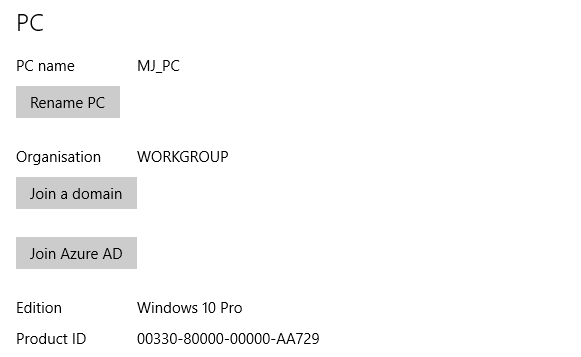 PC
PC name MJ_PC
Rename PC
Organisation WORKGROUP
Join a domain
Join Azure AD
Edition Windows 10 Pro
Product ID 00330-80000-00000-AA729